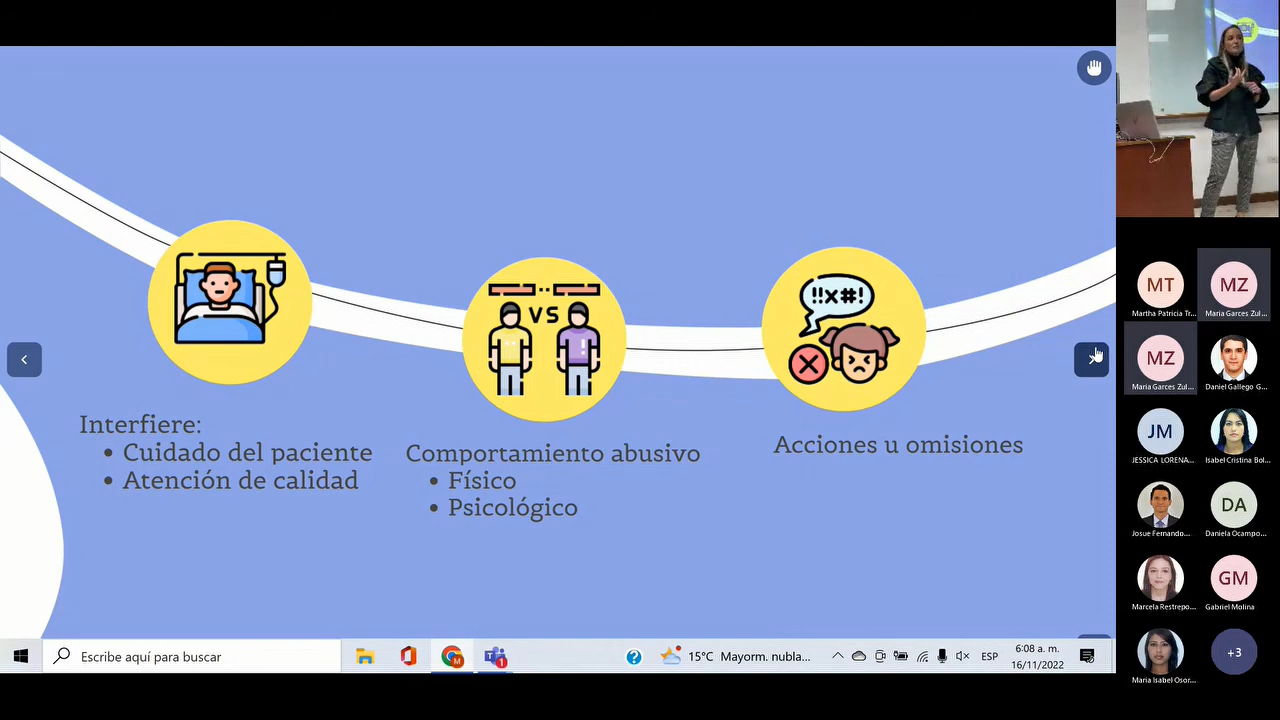 !!x#!
VS
Interfiere:
Cuidado del paciente
Atención de calidad
Comportamiento abusivo
Físico
Psicológico
Acciones u omisiones
MT
Martha Patricia Tr...
MZ
Maria Garces Zul...
MZ
Maria Garces Zul...
Daniel Gallego G...
JM
JESSICA LORENA...
Isabel Cristina Bol...
Josue Fernando...
DA
Daniela Ocampo...
Marcela Restrepo...
GM
Gabriel Molina
Maria Isabel Osor...
+3
Escribe aquí para buscar
1
15°C Mayorm. nubla...
ESP
6:08 a. m.
16/11/2022